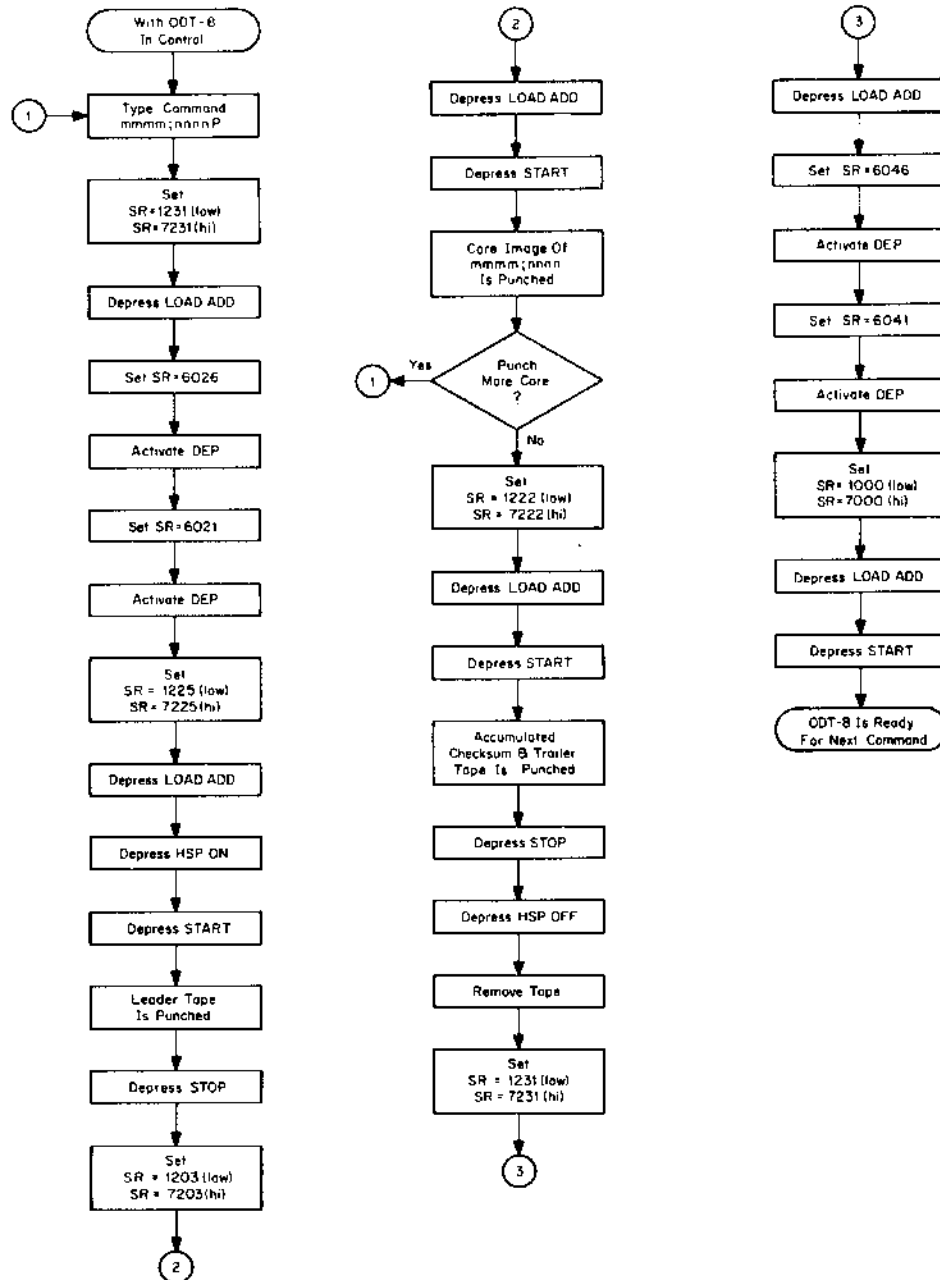 With ODT-8
In Control
1
Type Command
mmmm;nnnnP
Set
SR=1231(low)
SR=7231(hi)
Depress LOAD ADD
Set SR=6026
Activate DEP
Set SR=6021
Activate DEP
Set
SR = 1225(low)
SR = 7225(hi)
Depress LOAD ADD
Depress HSP ON
Depress START
Leader Tape
Is Punched
Depress STOP
Set
SR = 1203(low)
SR = 7203(hi)
2
2
Depress LOAD ADD
Depress START
Core Image Of
mmmm;nnnn
Is Punched
Yes
1
Punch
More Core
?
No
Set
SR = 1222(low)
SR = 7222(hi)
Depress LOAD ADD
Depress START
Accumulated
Checksum & Trailer
Tape Is Punched
Depress STOP
Depress HSP OFF
Remove Tape
Set
SR = 1231(low)
SR = 7231(hi)
3
3
Depress LOAD ADD
Set SR=6046
Activate DEP
Set SR=6041
Activate DEP
Set
SR= 1000(low)
SR=7000(hi)
Depress LOAD ADD
Depress START
ODT-8 Is Ready
For Next Command